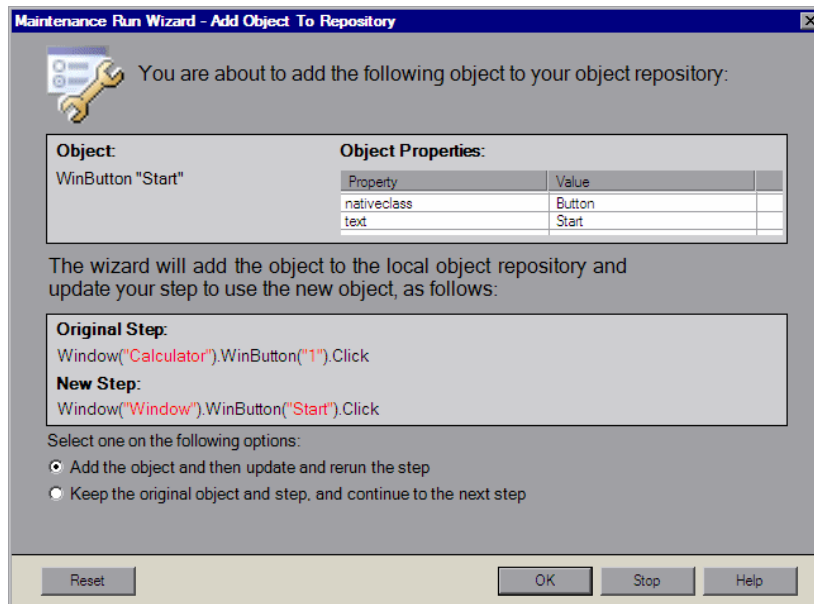 Maintenance Run Wizard - Add Object To Repository
You are about to add the following object to your object repository:
Object:
Object Properties:
WinButton "Start"
Property Value
nativeclass Button
text Start
The wizard will add the object to the local object repository and
update your step to use the new object, as follows:
Original Step:
Window("Calculator").WinButton("1").Click
New Step:
Window("Window").WinButton("Start").Click
Select one on the following options:
Add the object and then update and rerun the step
Keep the original object and step, and continue to the next step
Reset OK Stop Help